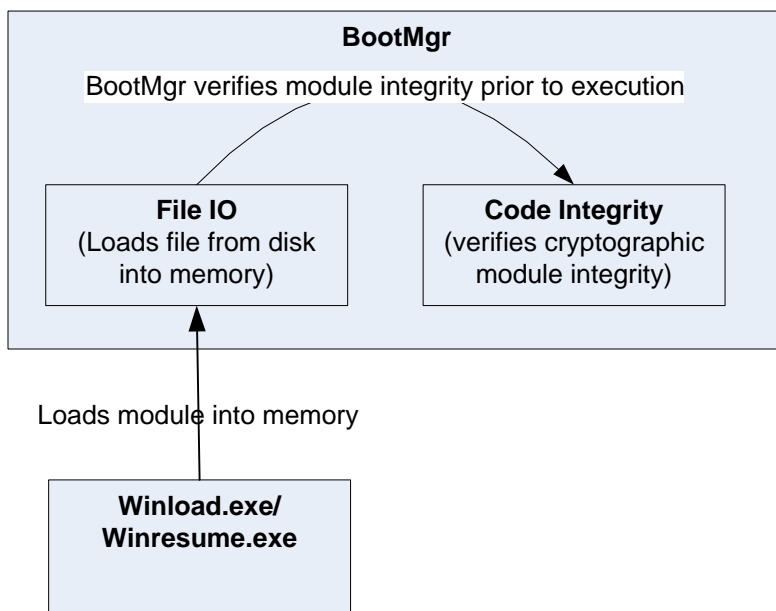 BootMgr
BootMgr verifies module integrity prior to execution
File IO
(Loads file from disk
into memory)
Code Integrity
(verifies cryptographic
module integrity)
Loads module into memory
Winload.exe/
Winresume.exe